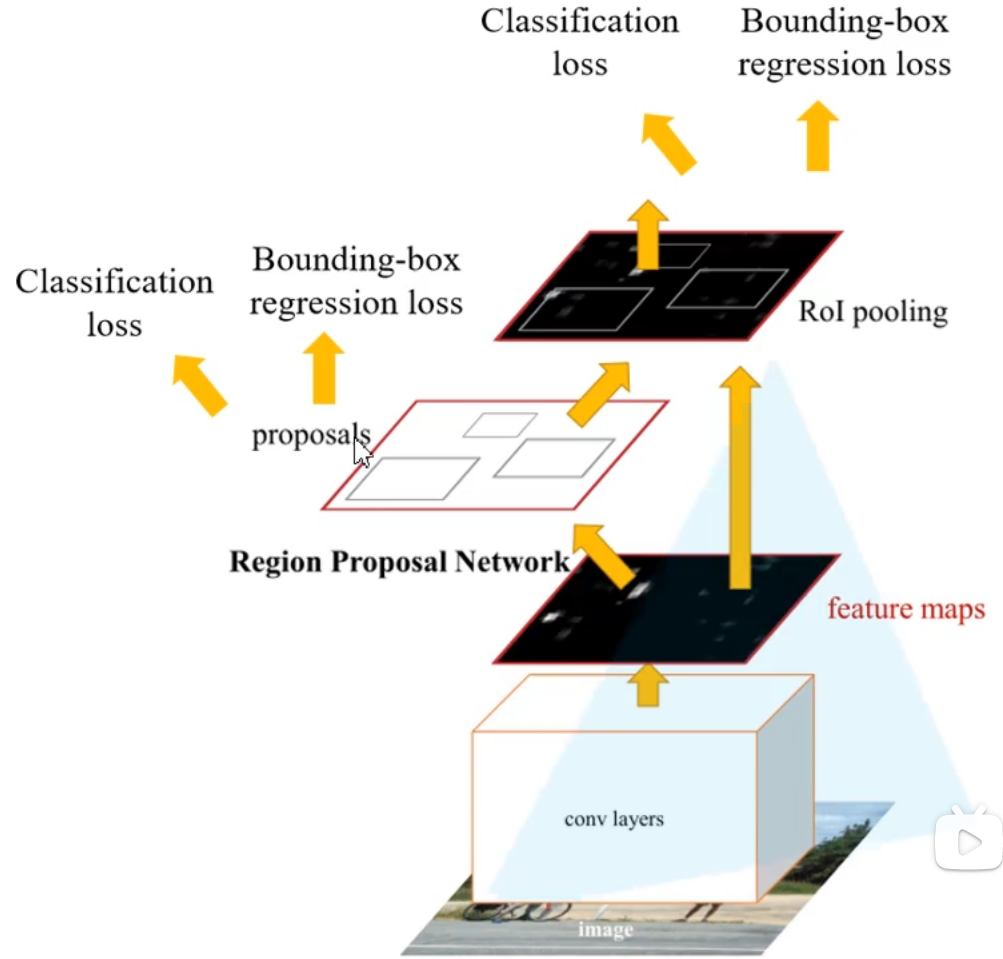 Classification
loss
Bounding-box
regression loss
Classification
loss
Bounding-box
regression loss
RoI pooling
proposals
Region Proposal Network
feature maps
conv layers
image